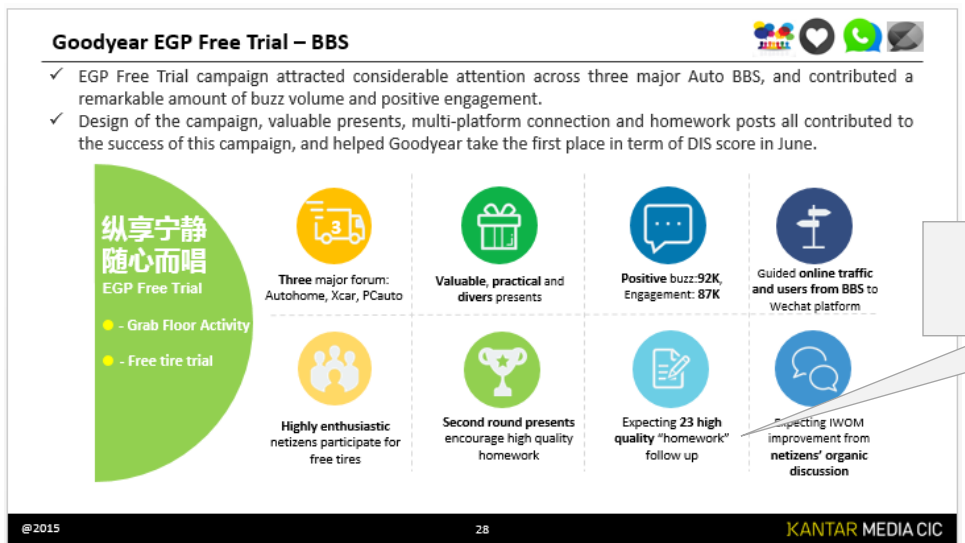 Goodyear EGP Free Trial – BBS
✓ EGP Free Trial campaign attracted considerable attention across three major Auto BBS, and contributed a
remarkable amount of buzz volume and positive engagement.
✓ Design of the campaign, valuable presents, multi-platform connection and homework posts all contributed to
the success of this campaign, and helped Goodyear take the first place in term of DIS score in June.
纵享宁静
随心而唱
EGP Free Trial
- Grab Floor Activity
- Free tire trial
3
Three major forum:
Autohome, Xcar, PCauto
Valuable, practical and
divers presents
Positive buzz:92K,
Engagement: 87K
Guided online traffic
and users from BBS to
Wechat platform
Highly enthusiastic
netizens participate for
free tires
Second round presents
encourage high quality
homework
Expecting 23 high
quality “homework”
follow up
Expecting IWOM
improvement from
netizens’ organic
discussion
@2015
28
KANTAR MEDIA CIC